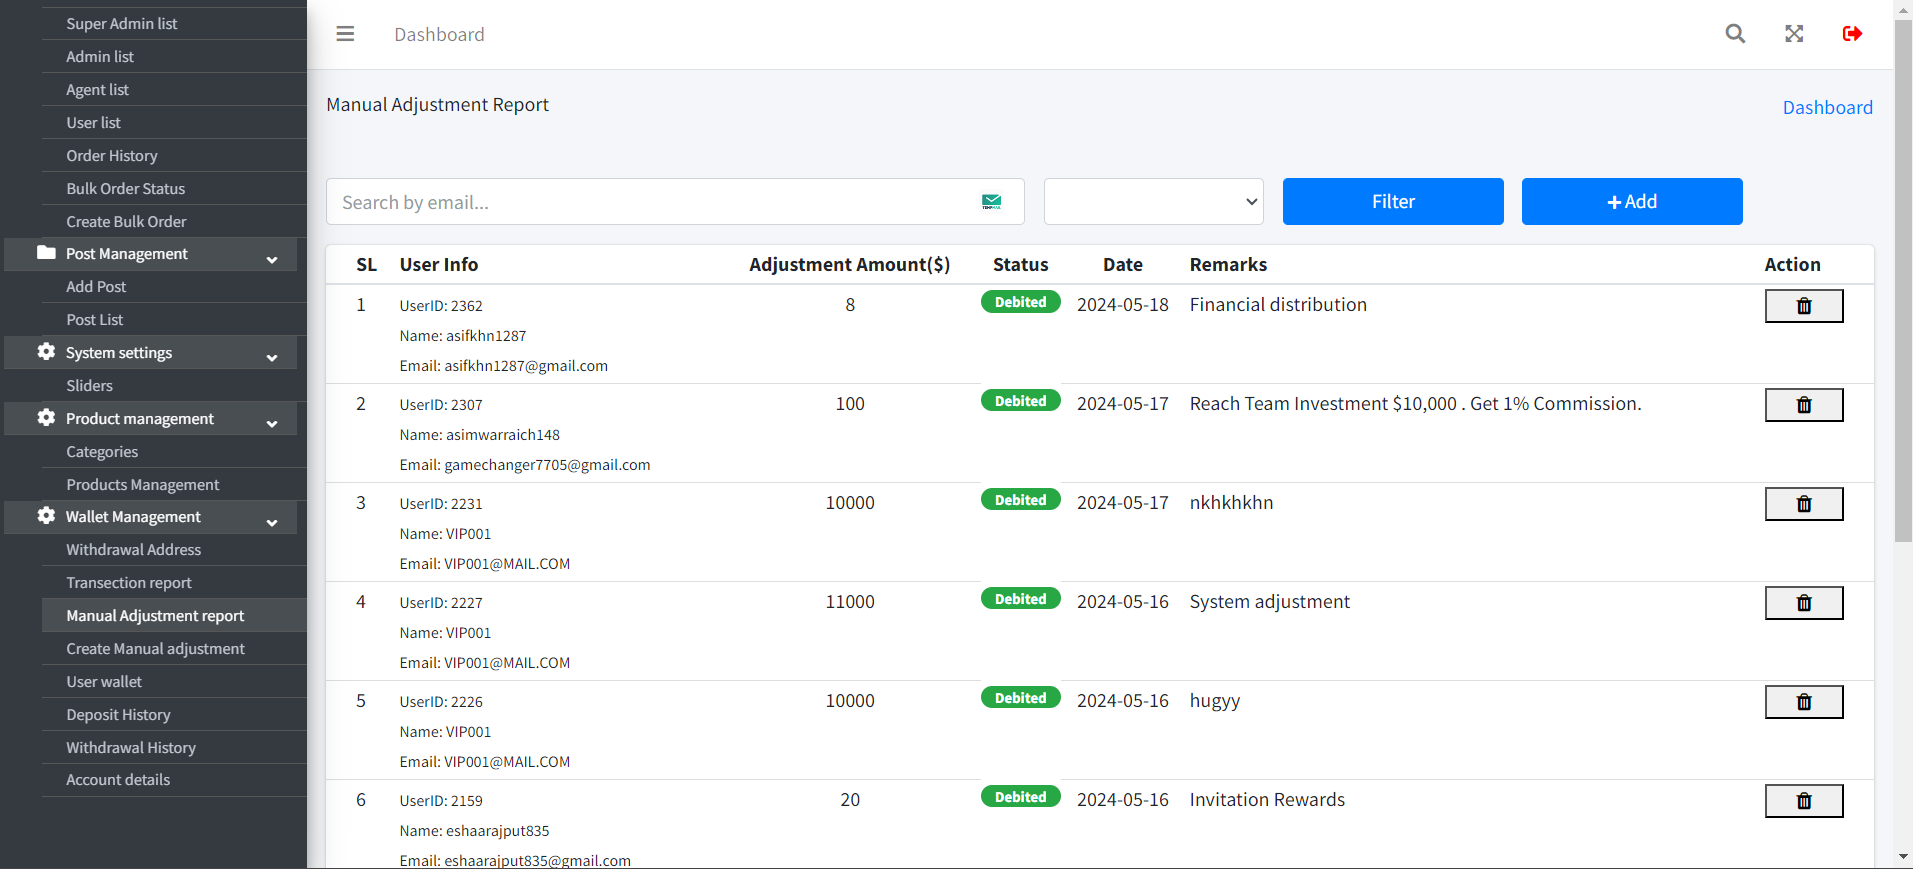 Super Admin list
Admin list
Agent list
User list
Order History
Bulk Order Status
Create Bulk Order
Post Management
Add Post
Post List
System settings
Sliders
Product management
Categories
Products Management
Wallet Management
Withdrawal Address
Transection report
Manual Adjustment report
Create Manual adjustment
User wallet
Deposit History
Withdrawal History
Account details
Dashboard
Manual Adjustment Report
Dashboard
Search by email...
Filter
+ Add
SL User Info Adjustment Amount($) Status Date Remarks Action
1 UserID: 2362 8 Debited 2024-05-18 Financial distribution
Name: asifkhn1287
Email: asifkhn1287@gmail.com
2 UserID: 2307 100 Debited 2024-05-17 Reach Team Investment $10,000 . Get 1% Commission.
Name: asimwarraich148
Email: gamechanger7705@gmail.com
3 UserID: 2231 10000 Debited 2024-05-17 nkhkhkhn
Name: VIP001
Email: VIP001@MAIL.COM
4 UserID: 2227 11000 Debited 2024-05-16 System adjustment
Name: VIP001
Email: VIP001@MAIL.COM
5 UserID: 2226 10000 Debited 2024-05-16 hugyy
Name: VIP001
Email: VIP001@MAIL.COM
6 UserID: 2159 20 Debited 2024-05-16 Invitation Rewards
Name: eshaarajput835
Email: eshaarajput835@gmail.com